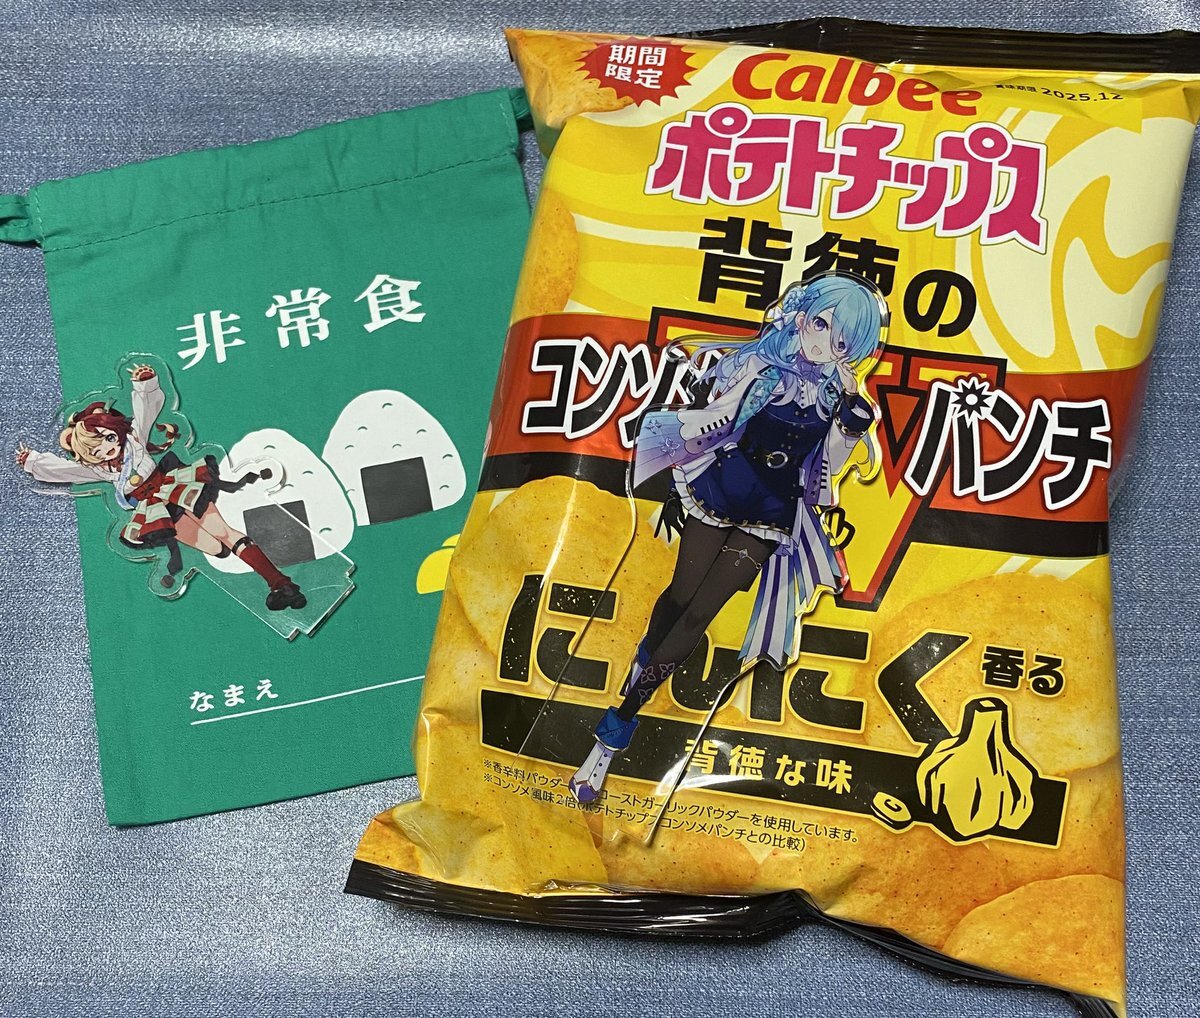 非常食
なまえ
期間
限定
Calbee
賞味期限 2025.12
ポテトチップス
背徳の
コンソメ
パンチ
にんにく
香る
背徳な味
※香辛料パウダー
ローストガーリックパウダーを使用しています。
※コンソメ風味2倍(ポテトチップス コンソメパンチとの比較)